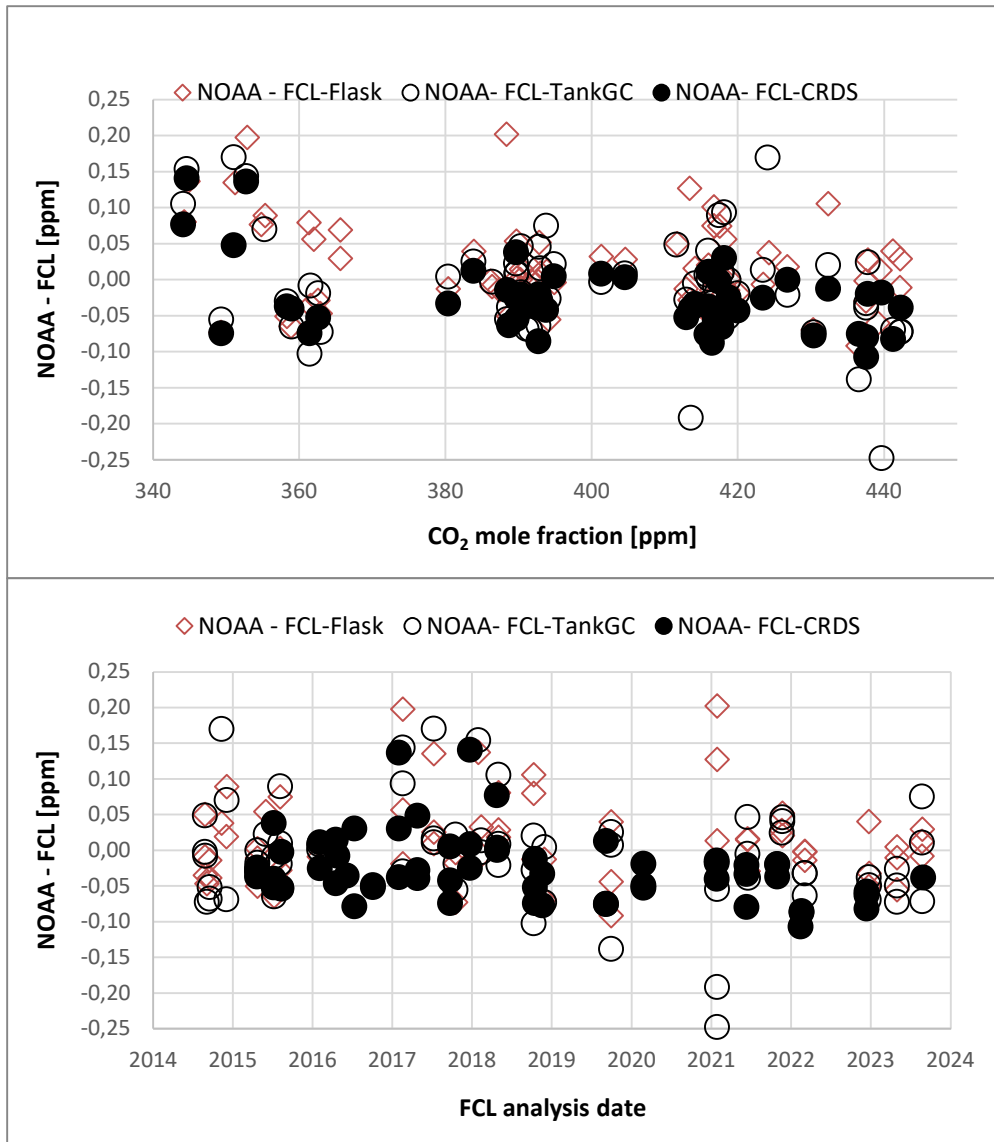 NOAA - FCL-Flask NOAA- FCL-TankGC NOAA- FCL-CRDS
0,25
0,20
0,15
0,10
0,05
0,00
-0,05
-0,10
-0,15
-0,20
-0,25
NOAA - FCL [ppm]
340 360 380 400 420 440
CO₂ mole fraction [ppm]
NOAA - FCL-Flask NOAA- FCL-TankGC NOAA- FCL-CRDS
0,25
0,20
0,15
0,10
0,05
0,00
-0,05
-0,10
-0,15
-0,20
-0,25
NOAA - FCL [ppm]
2014 2015 2016 2017 2018 2019 2020 2021 2022 2023 2024
FCL analysis date